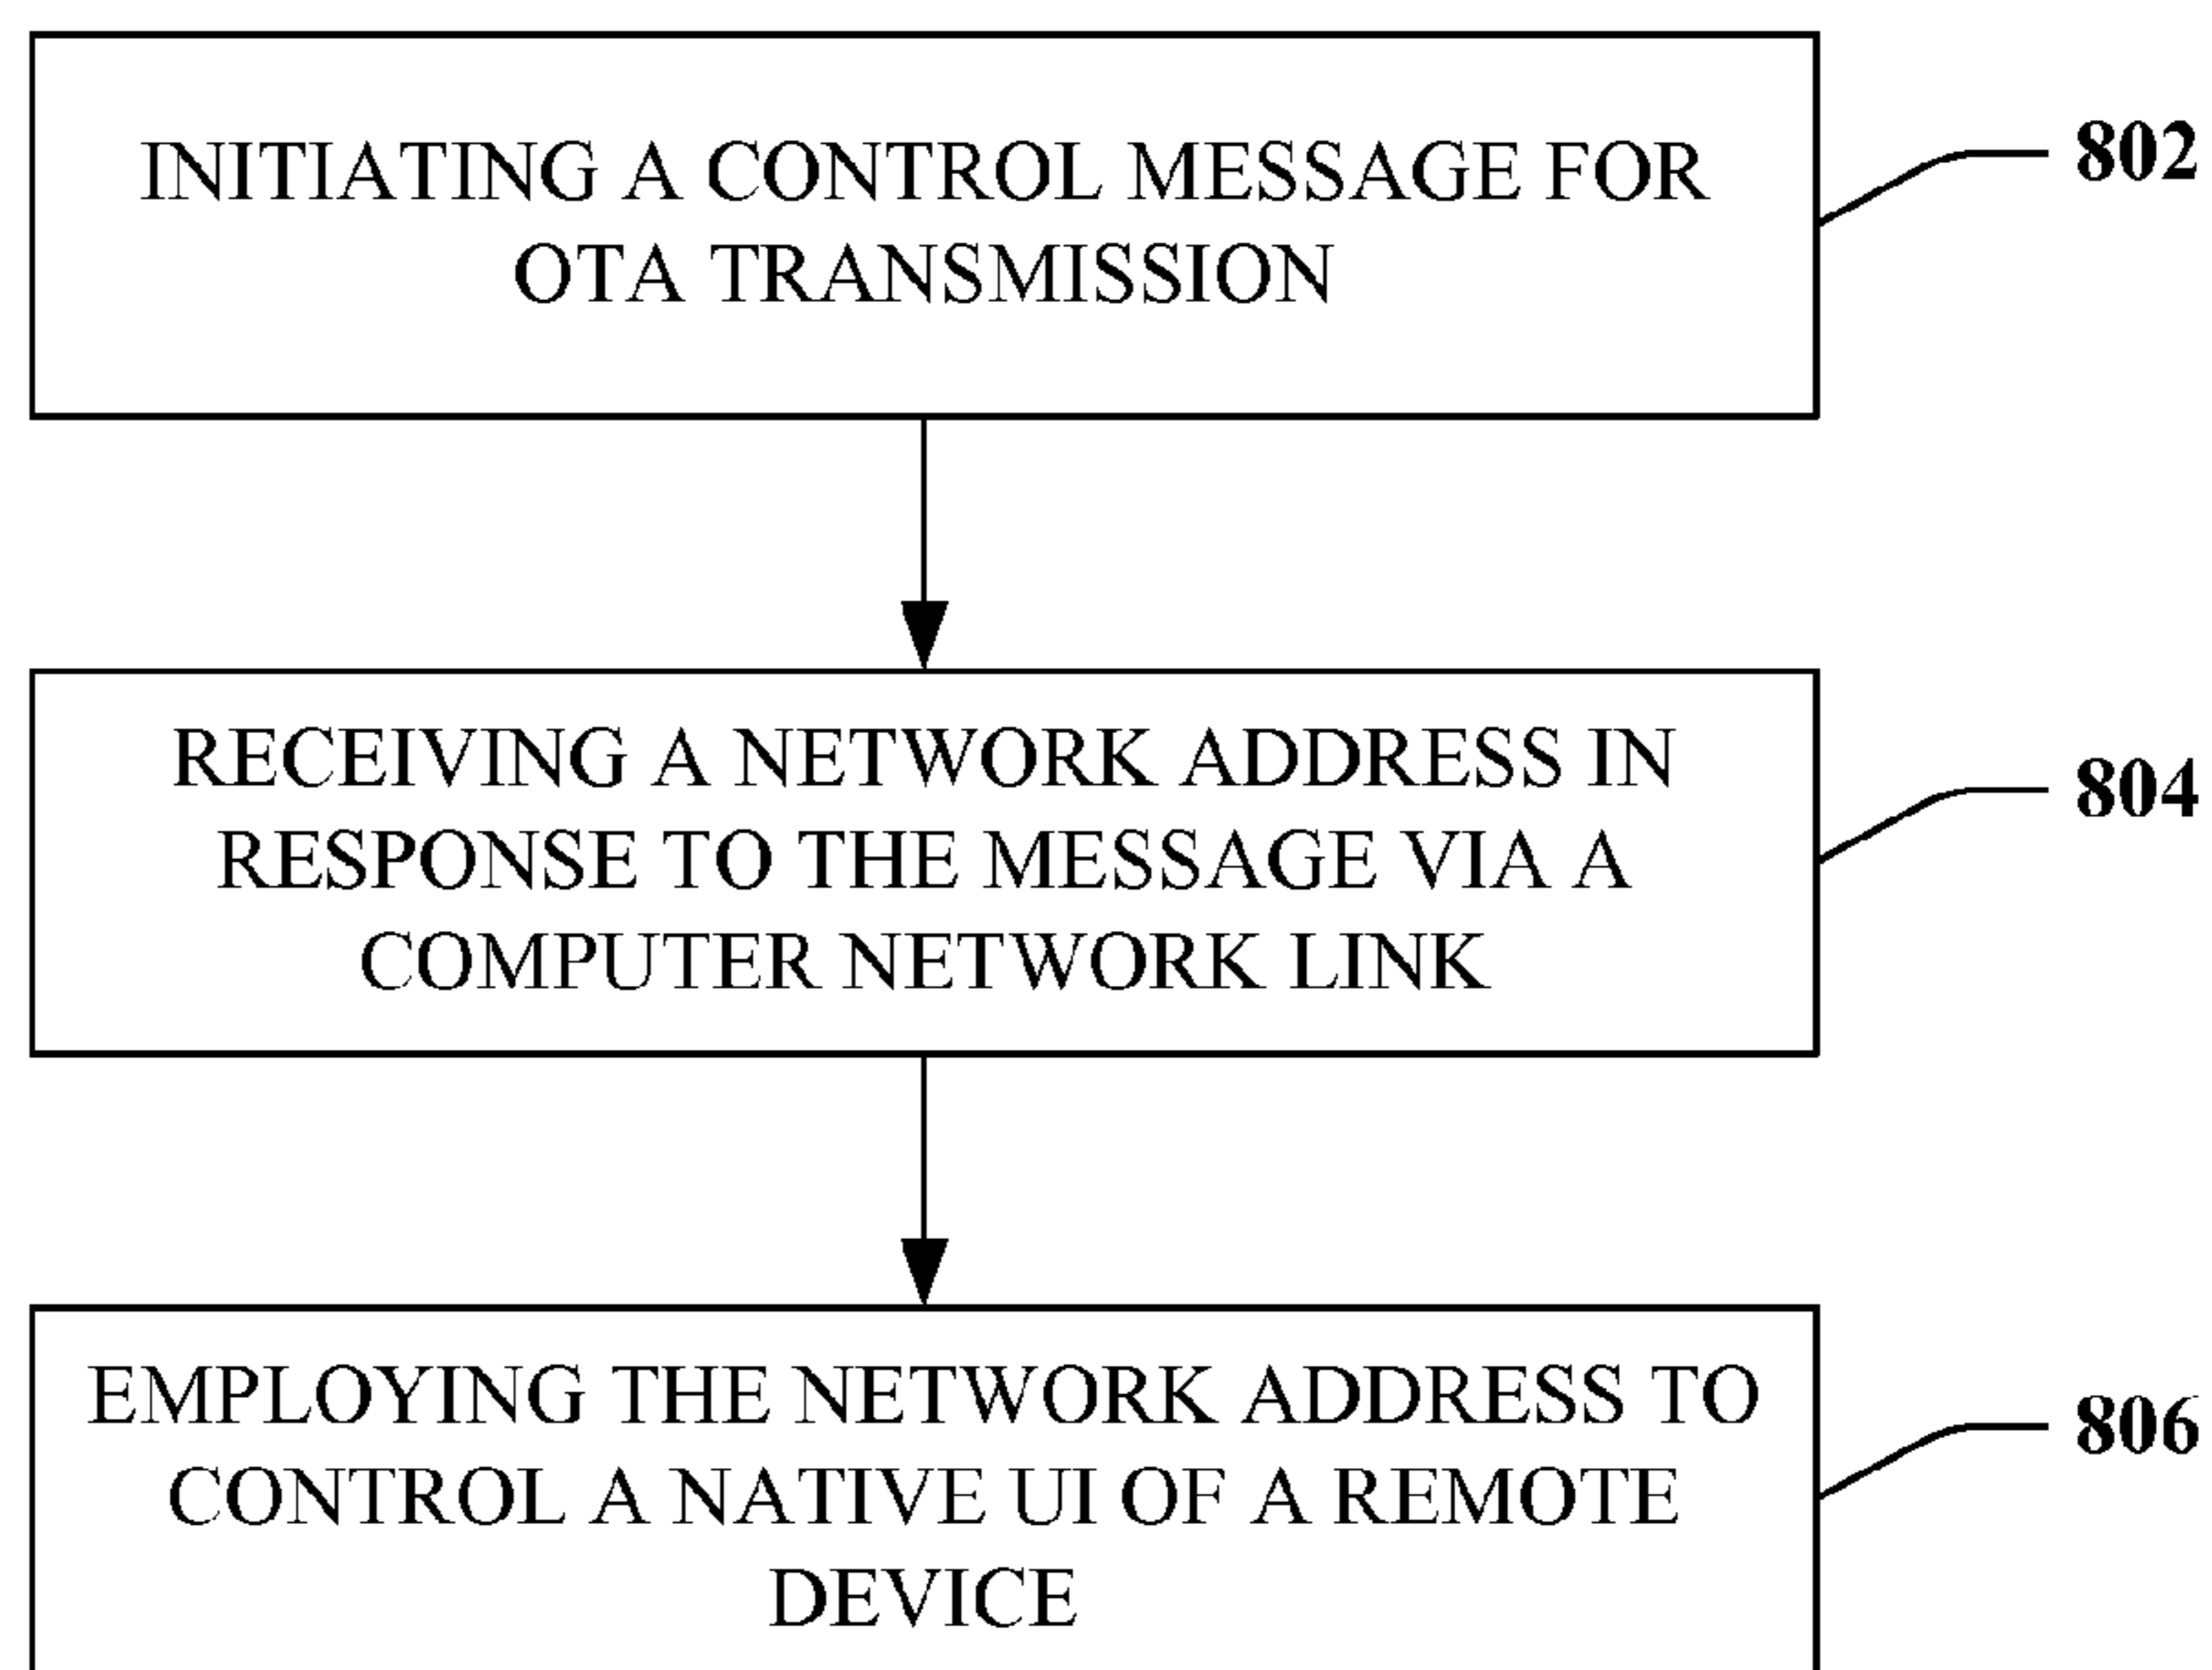 INITIATING A CONTROL MESSAGE FOR
OTA TRANSMISSION
802
RECEIVING A NETWORK ADDRESS IN
RESPONSE TO THE MESSAGE VIA A
COMPUTER NETWORK LINK
804
EMPLOYING THE NETWORK ADDRESS TO
CONTROL A NATIVE UI OF A REMOTE
DEVICE
806